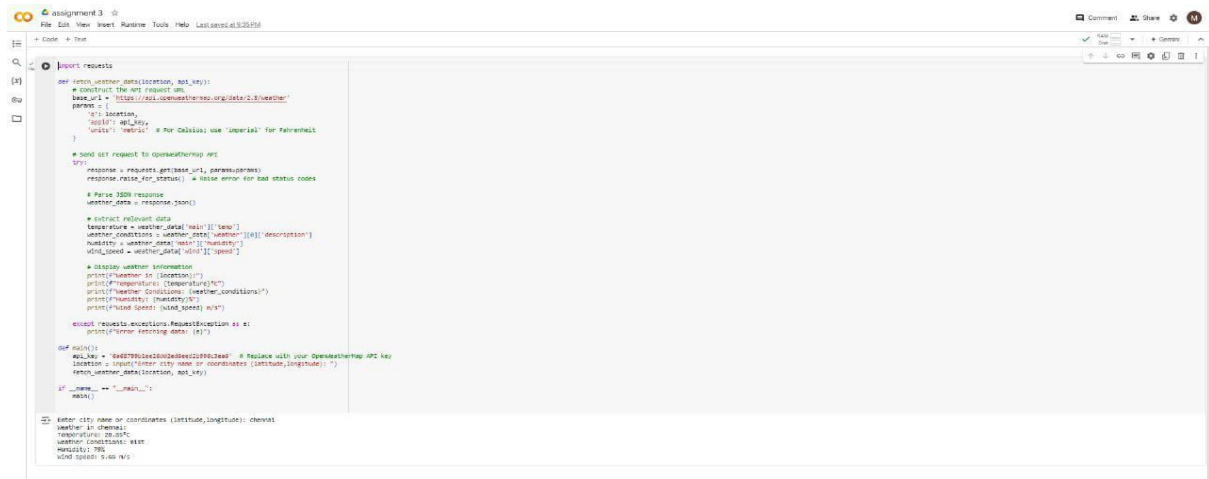 assignment 3
File Edit View Insert Runtime Tools Help Last saved at 9:35 PM
Comment Share M
+ Code + Text
RAM
Disk
+ Gemini
{x}
import requests
def fetch_weather_data(location, api_key):
# Construct the API request URL
base_url = 'https://api.openweathermap.org/data/2.5/weather'
params = {
'q': location,
'appid': api_key,
'units': 'metric' # For Celsius; use 'imperial' for Fahrenheit
}
# Send GET request to OpenWeatherMap API
try:
response = requests.get(base_url, params=params)
response.raise_for_status() # Raise error for bad status codes
# Parse JSON response
weather_data = response.json()
# Extract relevant data
temperature = weather_data['main']['temp']
weather_conditions = weather_data['weather'][0]['description']
humidity = weather_data['main']['humidity']
wind_speed = weather_data['wind']['speed']
# Display weather information
print(f"Weather in {location}:")
print(f"Temperature: {temperature}°C")
print(f"Weather Conditions: {weather_conditions}")
print(f"Humidity: {humidity}%")
print(f"Wind Speed: {wind_speed} m/s")
except requests.exceptions.RequestException as e:
print(f"Error fetching data: {e}")
def main():
api_key = # Replace with your OpenWeatherMap API key
location = input("Enter city name or coordinates (latitude,longitude): ")
fetch_weather_data(location, api_key)
if __name__ == "__main__":
main()
Enter city name or coordinates (latitude,longitude): chennai
Weather in chennai:
Temperature:
Weather Conditions: mist
Humidity:
Wind Speed: m/s